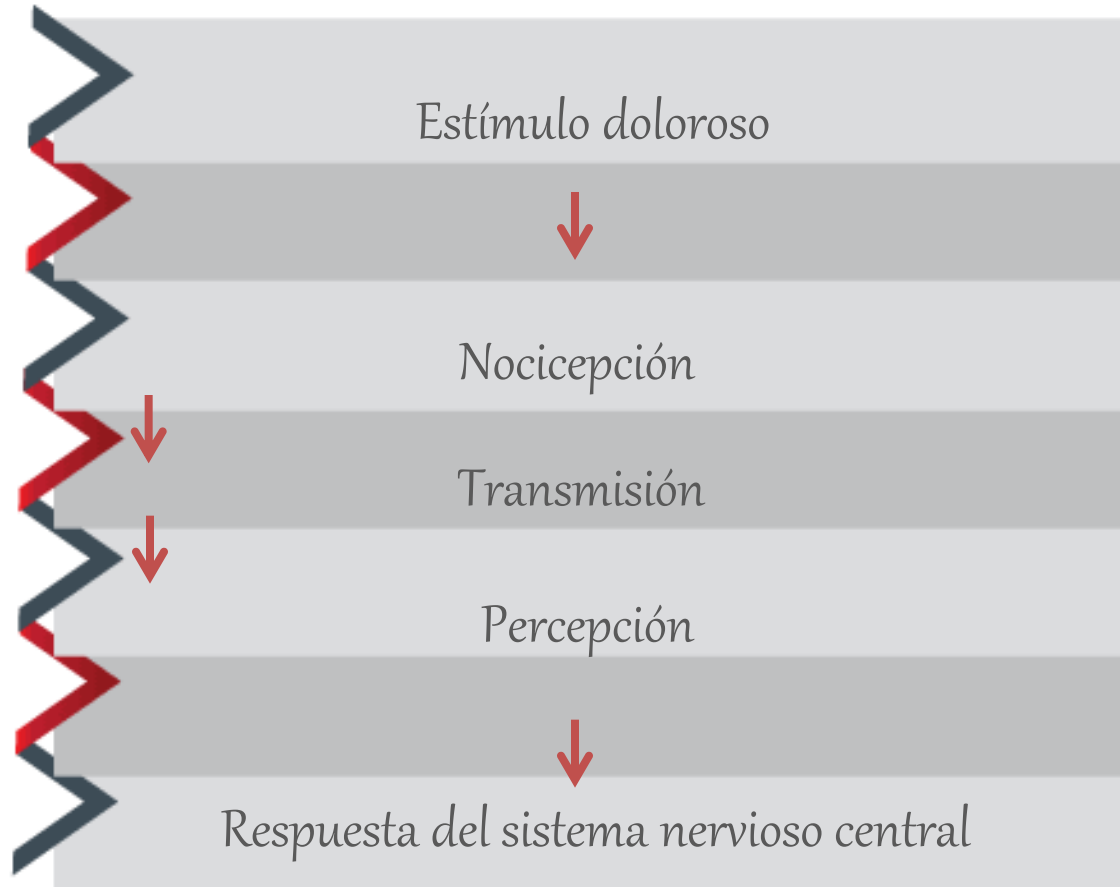 Estímulo doloroso
Nocicepción
Transmisión
Percepción
Respuesta del sistema nervioso central